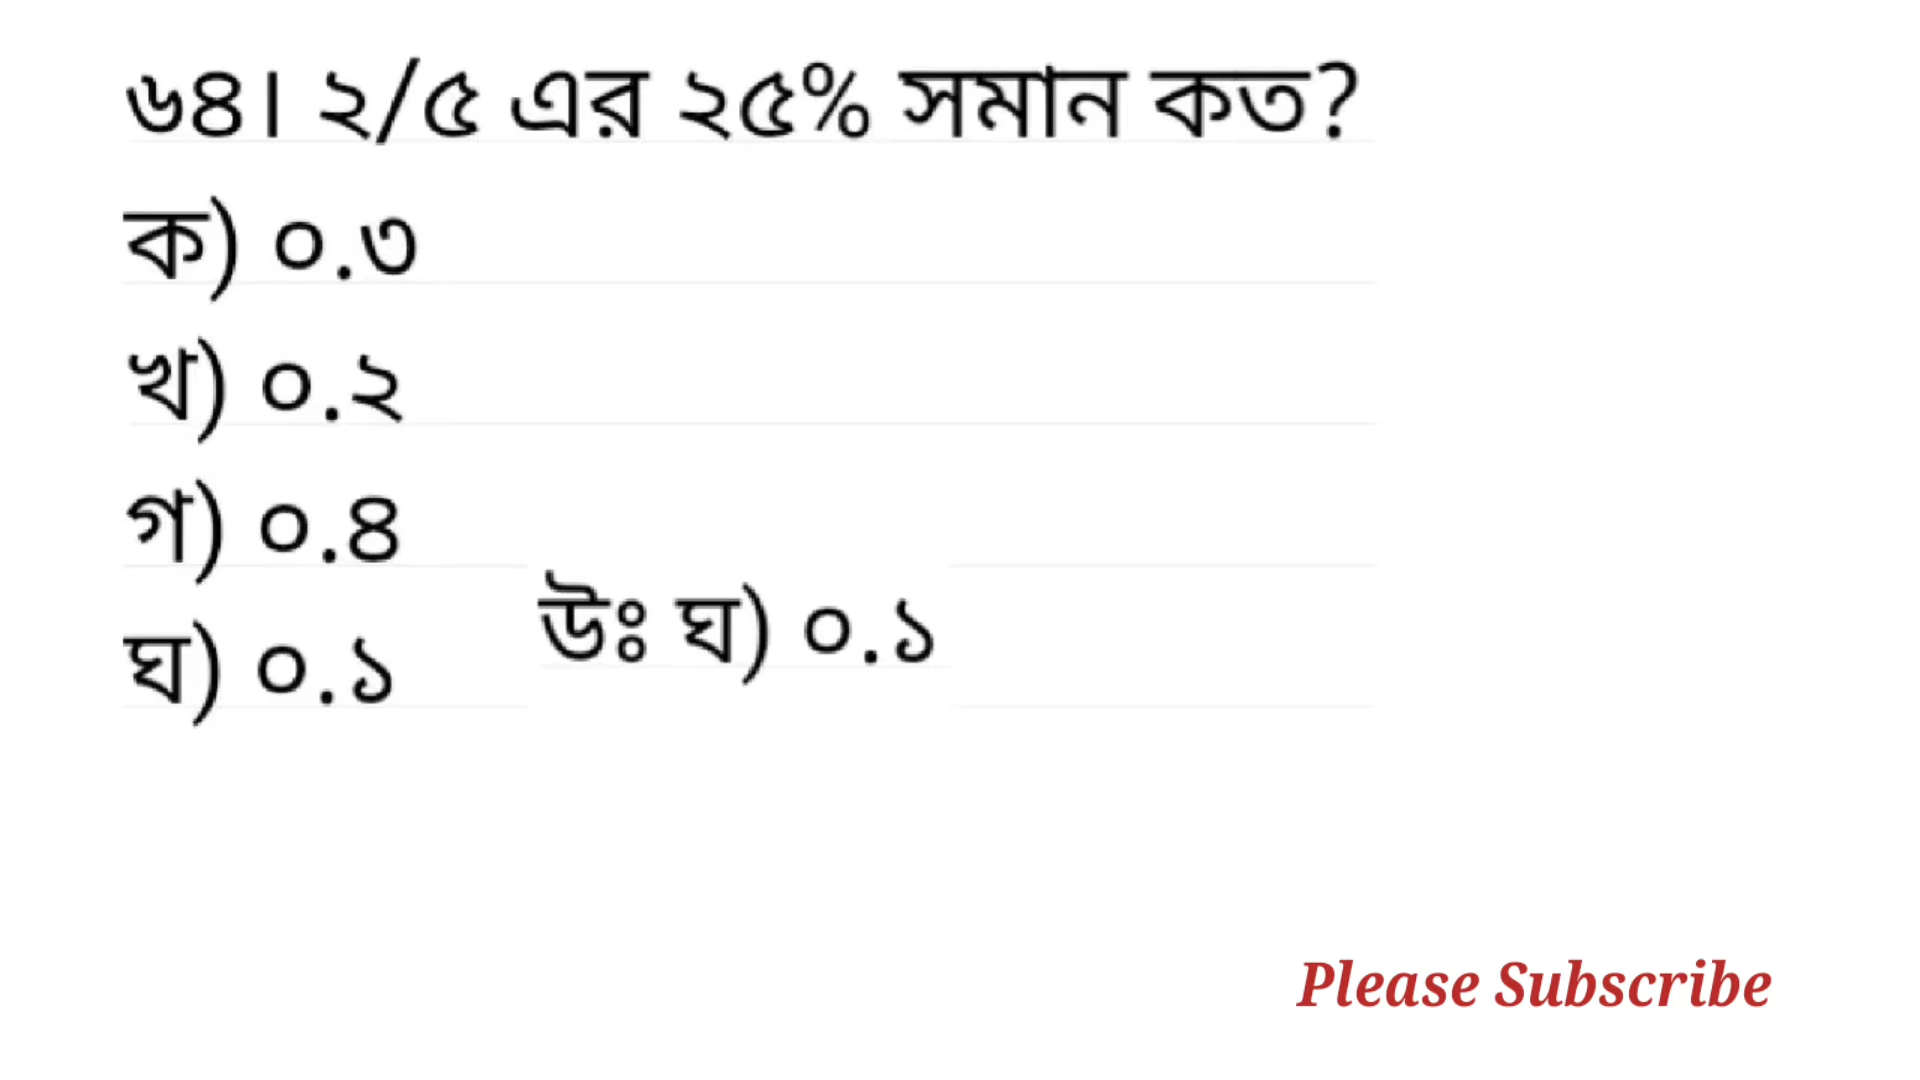 ৬৪। ২/৫ এর ২৫% সমান কত?
ক) ০.৩
খ) ০.২
গ) ০.৪
ঘ) ০.১
উঃ ঘ) ০.১
Please Subscribe